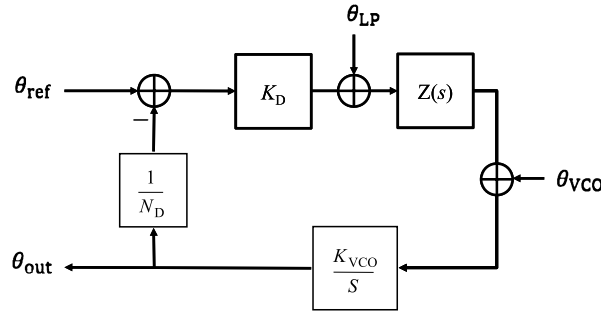 θLP
θref
KD
Z(s)
−
1
ND
θVCO
KVCO
S
θout